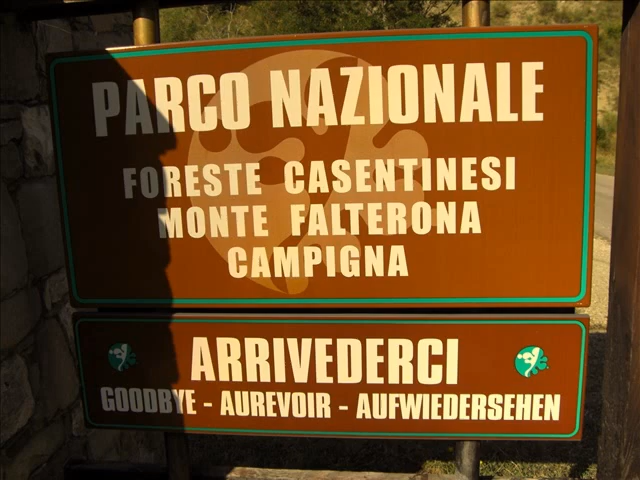 PARCO NAZIONALE
FORESTE CASENTINESI
MONTE FALTERONA
CAMPIGNA
ARRIVEDERCI
GOODBYE - AUREVOIR - AUFWIEDERSEHEN